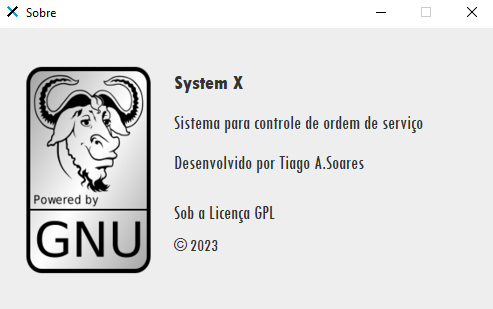 Sobre
System X
Sistema para controle de ordem de serviço
Desenvolvido por Tiago A.Soares
Sob a Licença GPL
© 2023
Powered by
GNU